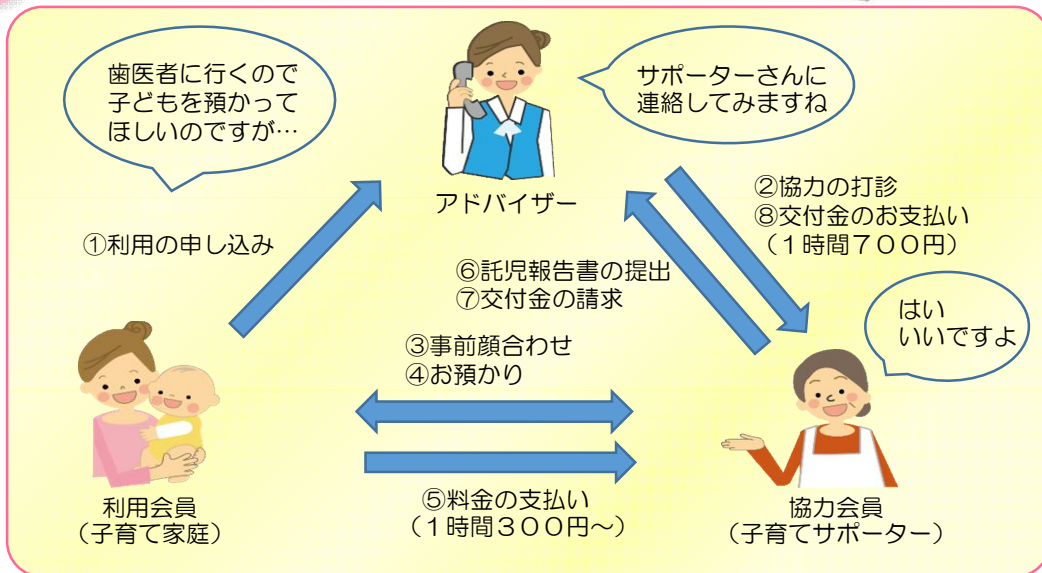 歯医者に行くので
子どもを預かって
ほしいのですが…
サポーターさんに
連絡してみますね
アドバイザー
①利用の申し込み
②協力の打診
⑧交付金のお支払い
（１時間７００円）
⑥託児報告書の提出
⑦交付金の請求
はい
いいですよ
③事前顔合わせ
④お預かり
⑤料金の支払い
（１時間３００円～）
利用会員
（子育て家庭）
協力会員
（子育てサポーター）